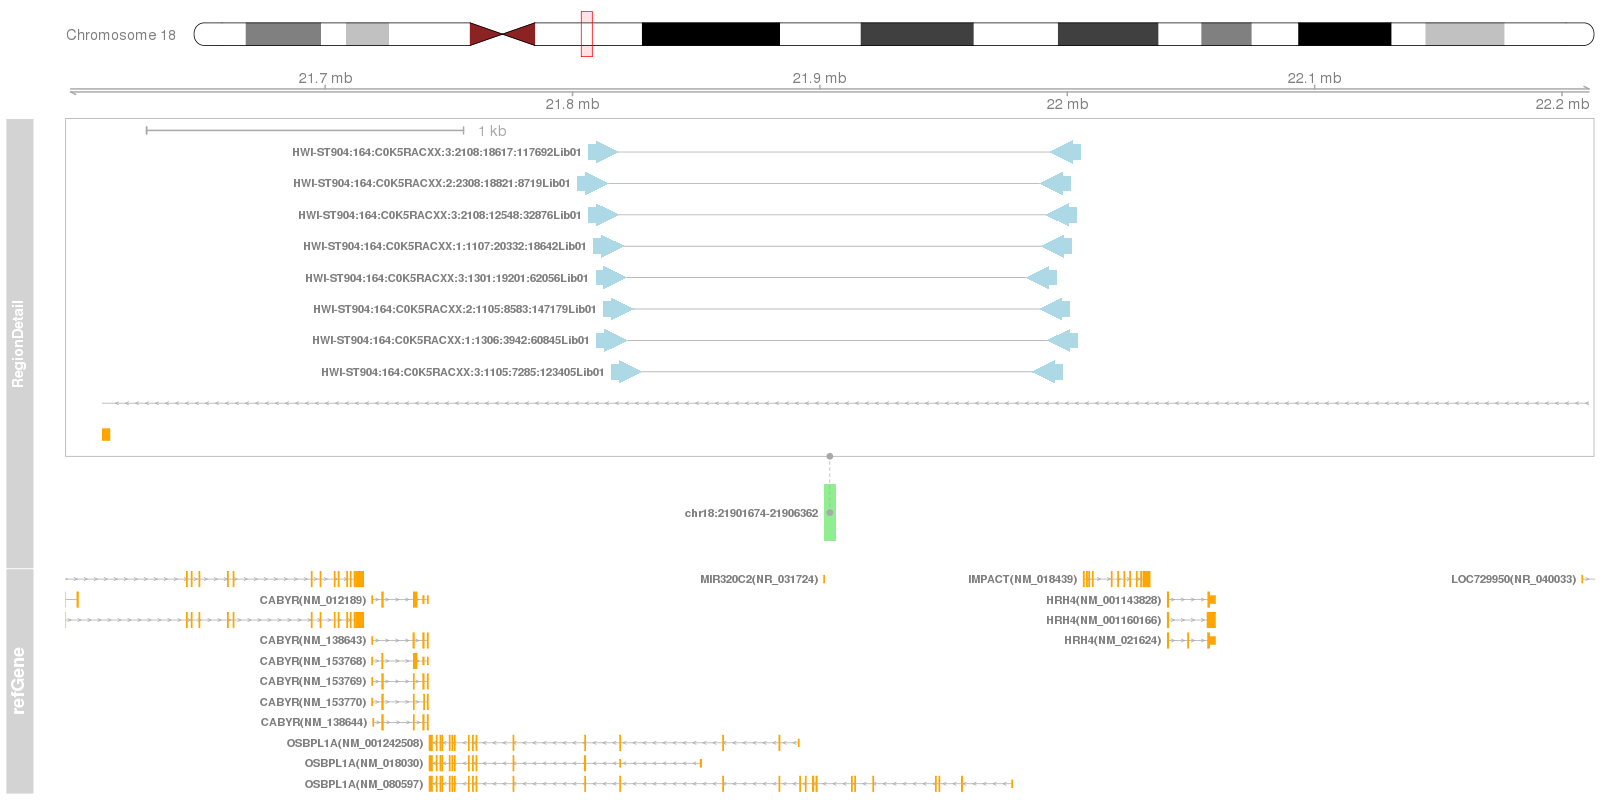 Chromosome 18
21.7 mb
21.9 mb
22.1 mb
21.8 mb
22 mb
22.2 mb
RegionDetail
1 kb
HWI-ST904:164:C0K5RACXX:3:2108:18617:117692Lib01
HWI-ST904:164:C0K5RACXX:2:2308:18821:8719Lib01
HWI-ST904:164:C0K5RACXX:3:2108:12548:32876Lib01
HWI-ST904:164:C0K5RACXX:1:1107:20332:18642Lib01
HWI-ST904:164:C0K5RACXX:3:1301:19201:62056Lib01
HWI-ST904:164:C0K5RACXX:2:1105:8583:147179Lib01
HWI-ST904:164:C0K5RACXX:1:1306:3942:60845Lib01
HWI-ST904:164:C0K5RACXX:3:1105:7285:123405Lib01
chr18:21901674-21906362
refGene
MIR320C2(NR_031724)
IMPACT(NM_018439)
LOC729950(NR_040033)
CABYR(NM_012189)
HRH4(NM_001143828)
HRH4(NM_001160166)
CABYR(NM_138643)
HRH4(NM_021624)
CABYR(NM_153768)
CABYR(NM_153769)
CABYR(NM_153770)
CABYR(NM_138644)
OSBPL1A(NM_001242508)
OSBPL1A(NM_018030)
OSBPL1A(NM_080597)